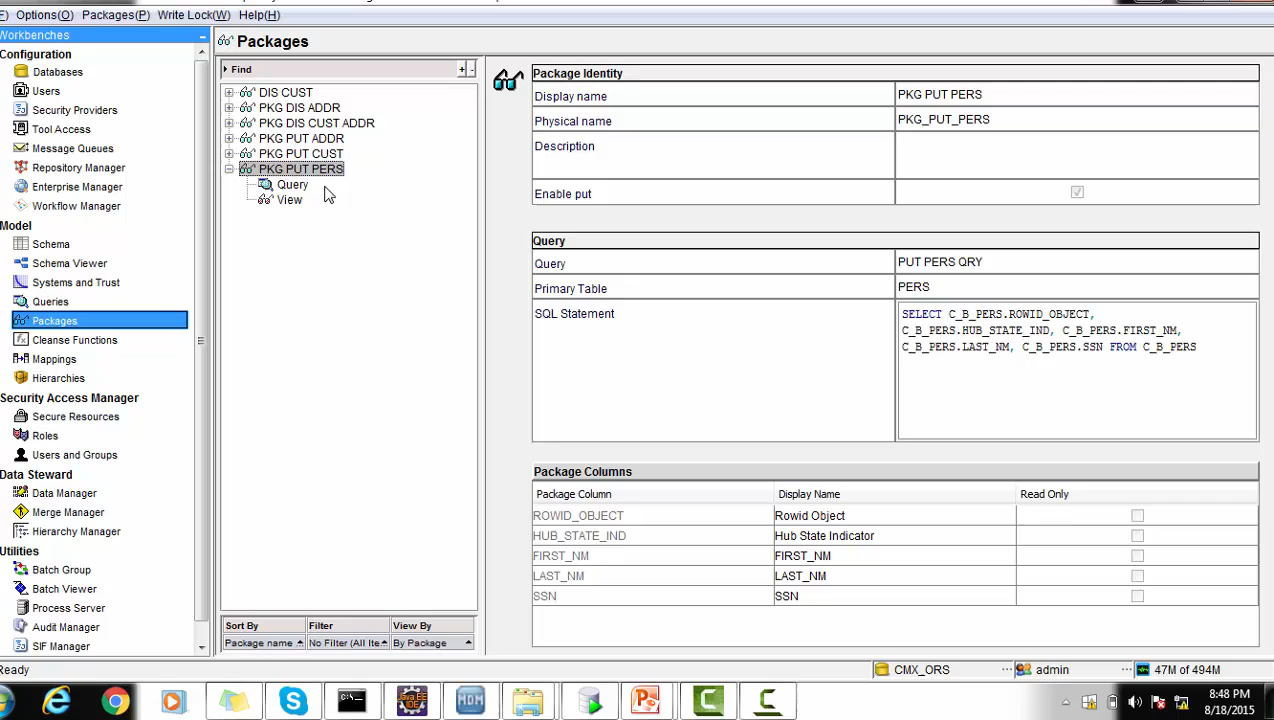 Options(O) Packages(P) Write Lock(W) Help(H)
Workbenches
Configuration
Databases
Users
Security Providers
Tool Access
Message Queues
Repository Manager
Enterprise Manager
Workflow Manager
Model
Schema
Schema Viewer
Systems and Trust
Queries
Packages
Cleanse Functions
Mappings
Hierarchies
Security Access Manager
Secure Resources
Roles
Users and Groups
Data Steward
Data Manager
Merge Manager
Hierarchy Manager
Utilities
Batch Group
Batch Viewer
Process Server
Audit Manager
SIF Manager
Packages
Find + -
DIS CUST
PKG DIS ADDR
PKG DIS CUST ADDR
PKG PUT ADDR
PKG PUT CUST
PKG PUT PERS
Query
View
Sort By Filter View By
Package name No Filter (All Ite By Package
Package Identity
Display name PKG PUT PERS
Physical name PKG_PUT_PERS
Description
Enable put
Query
Query PUT PERS QRY
Primary Table PERS
SQL Statement SELECT C_B_PERS.ROWID_OBJECT,
C_B_PERS.HUB_STATE_IND, C_B_PERS.FIRST_NM,
C_B_PERS.LAST_NM, C_B_PERS.SSN FROM C_B_PERS
Package Columns
Package Column Display Name Read Only
ROWID_OBJECT Rowid Object
HUB_STATE_IND Hub State Indicator
FIRST_NM FIRST_NM
LAST_NM LAST_NM
SSN SSN
Ready CMX_ORS admin 47M of 494M
8:48 PM
8/18/2015